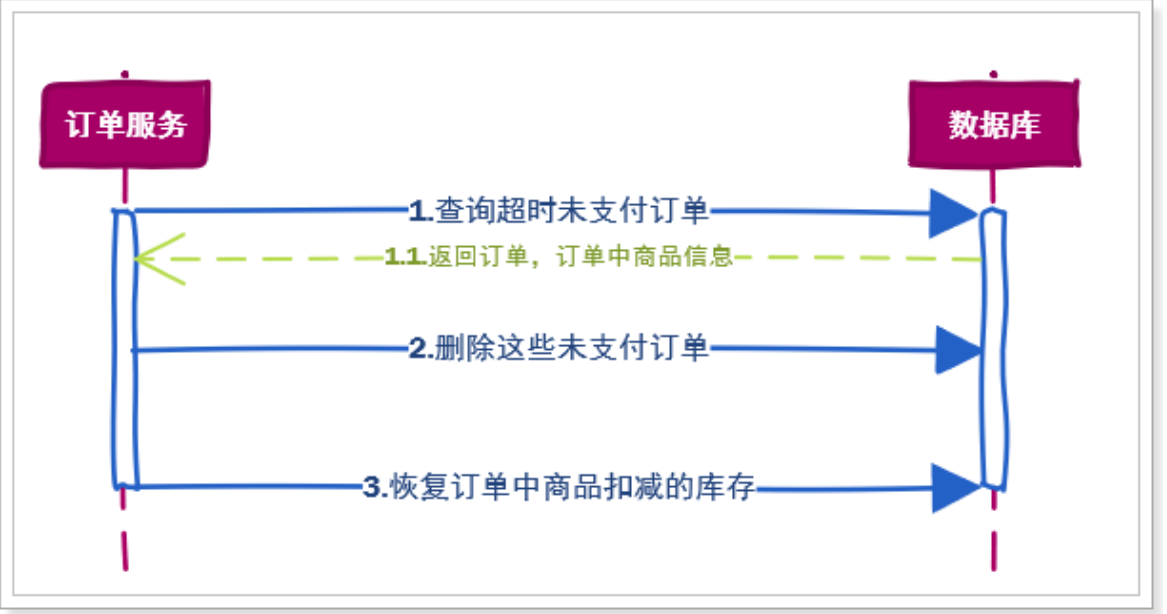 订单服务
数据库
1.查询超时未支付订单
1.1.返回订单，订单中商品信息
2.删除这些未支付订单
3.恢复订单中商品扣减的库存